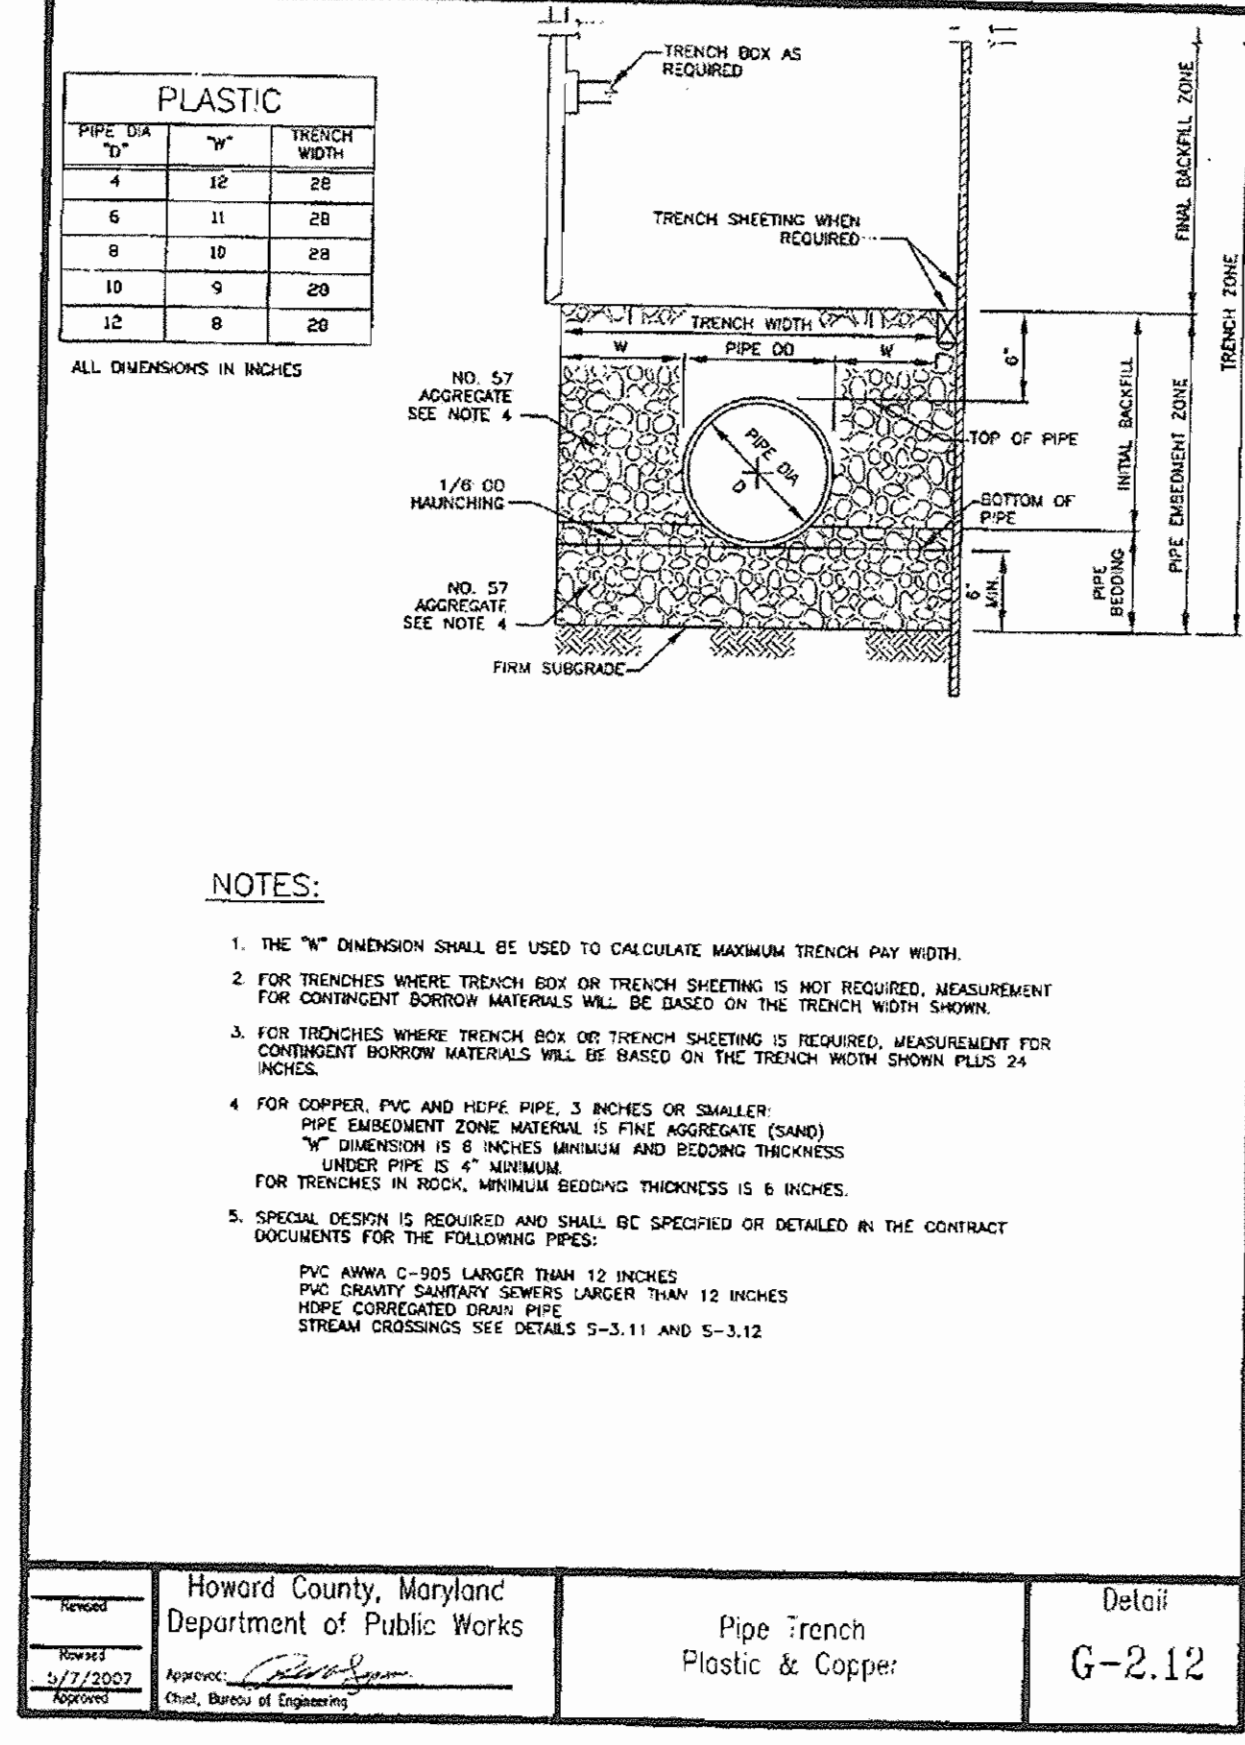 PLASTIC
PIPE DIA "D" "W" TRENCH WIDTH
4 12 28
6 11 28
8 10 28
10 9 28
12 8 28
ALL DIMENSIONS IN INCHES
TRENCH BOX AS
REQUIRED
TRENCH SHEETING WHEN
REQUIRED
TRENCH WIDTH
W PIPE OD W
NO. 57
AGGREGATE
SEE NOTE 4
PIPE DIA
D
TOP OF PIPE
1/6 OD
HAUNCHING
BOTTOM OF
PIPE
NO. 57
AGGREGATE
SEE NOTE 4
FIRM SUBGRADE
6"
6"
MIN.
INITIAL BACKFILL
PIPE
BEDDING
FINAL BACKFILL ZONE
PIPE EMBEDMENT ZONE
TRENCH ZONE
NOTES:
1. THE "W" DIMENSION SHALL BE USED TO CALCULATE MAXIMUM TRENCH PAY WIDTH.
2 FOR TRENCHES WHERE TRENCH BOX OR TRENCH SHEETING IS NOT REQUIRED, MEASUREMENT
FOR CONTINGENT BORROW MATERIALS WILL BE BASED ON THE TRENCH WIDTH SHOWN.
3. FOR TRENCHES WHERE TRENCH BOX OR TRENCH SHEETING IS REQUIRED, MEASUREMENT FOR
CONTINGENT BORROW MATERIALS WILL BE BASED ON THE TRENCH WIDTH SHOWN PLUS 24
INCHES.
4 FOR COPPER, PVC AND HDPE PIPE, 3 INCHES OR SMALLER:
PIPE EMBEDMENT ZONE MATERIAL IS FINE AGGREGATE (SAND)
"W" DIMENSION IS 8 INCHES MINIMUM AND BEDDING THICKNESS
UNDER PIPE IS 4" MINIMUM.
FOR TRENCHES IN ROCK, MINIMUM BEDDING THICKNESS IS 6 INCHES.
5. SPECIAL DESIGN IS REQUIRED AND SHALL BE SPECIFIED OR DETAILED IN THE CONTRACT
DOCUMENTS FOR THE FOLLOWING PIPES:
PVC AWWA C-905 LARGER THAN 12 INCHES
PVC GRAVITY SANITARY SEWERS LARGER THAN 12 INCHES
HDPE CORREGATED DRAIN PIPE
STREAM CROSSINGS SEE DETAILS S-3.11 AND S-3.12
Revised
Revised
5/7/2007
Approved
Howard County, Maryland
Department of Public Works
Approved:
Chief, Bureau of Engineering
Pipe Trench
Plastic & Copper
Detail
G-2.12